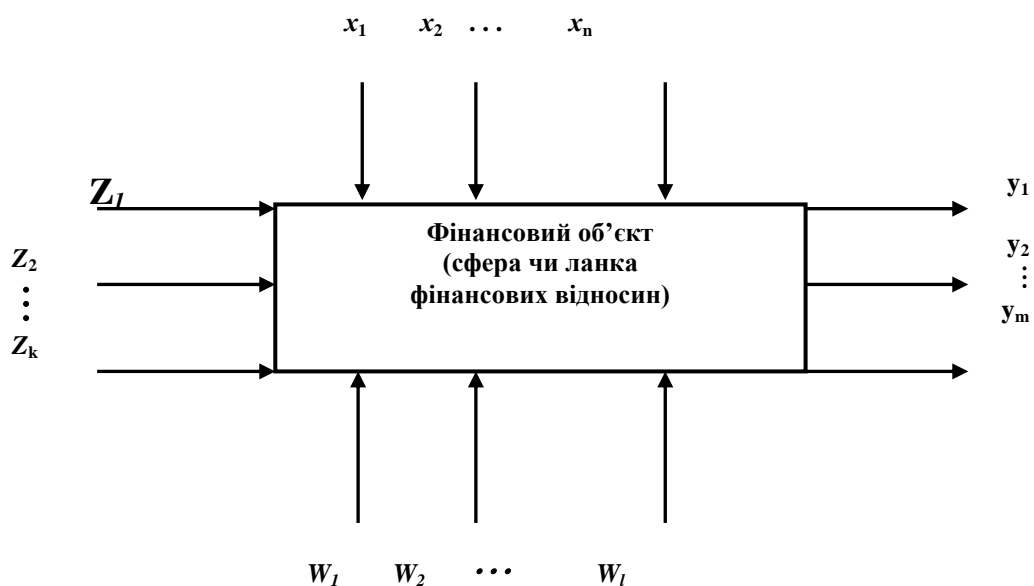 x1 x2 ... xn
Z1
y1
Фінансовий об’єкт
(сфера чи ланка
фінансових відносин)
Z2
y2
⋮
⋮
Zk
ym
W1 W2 ... Wl